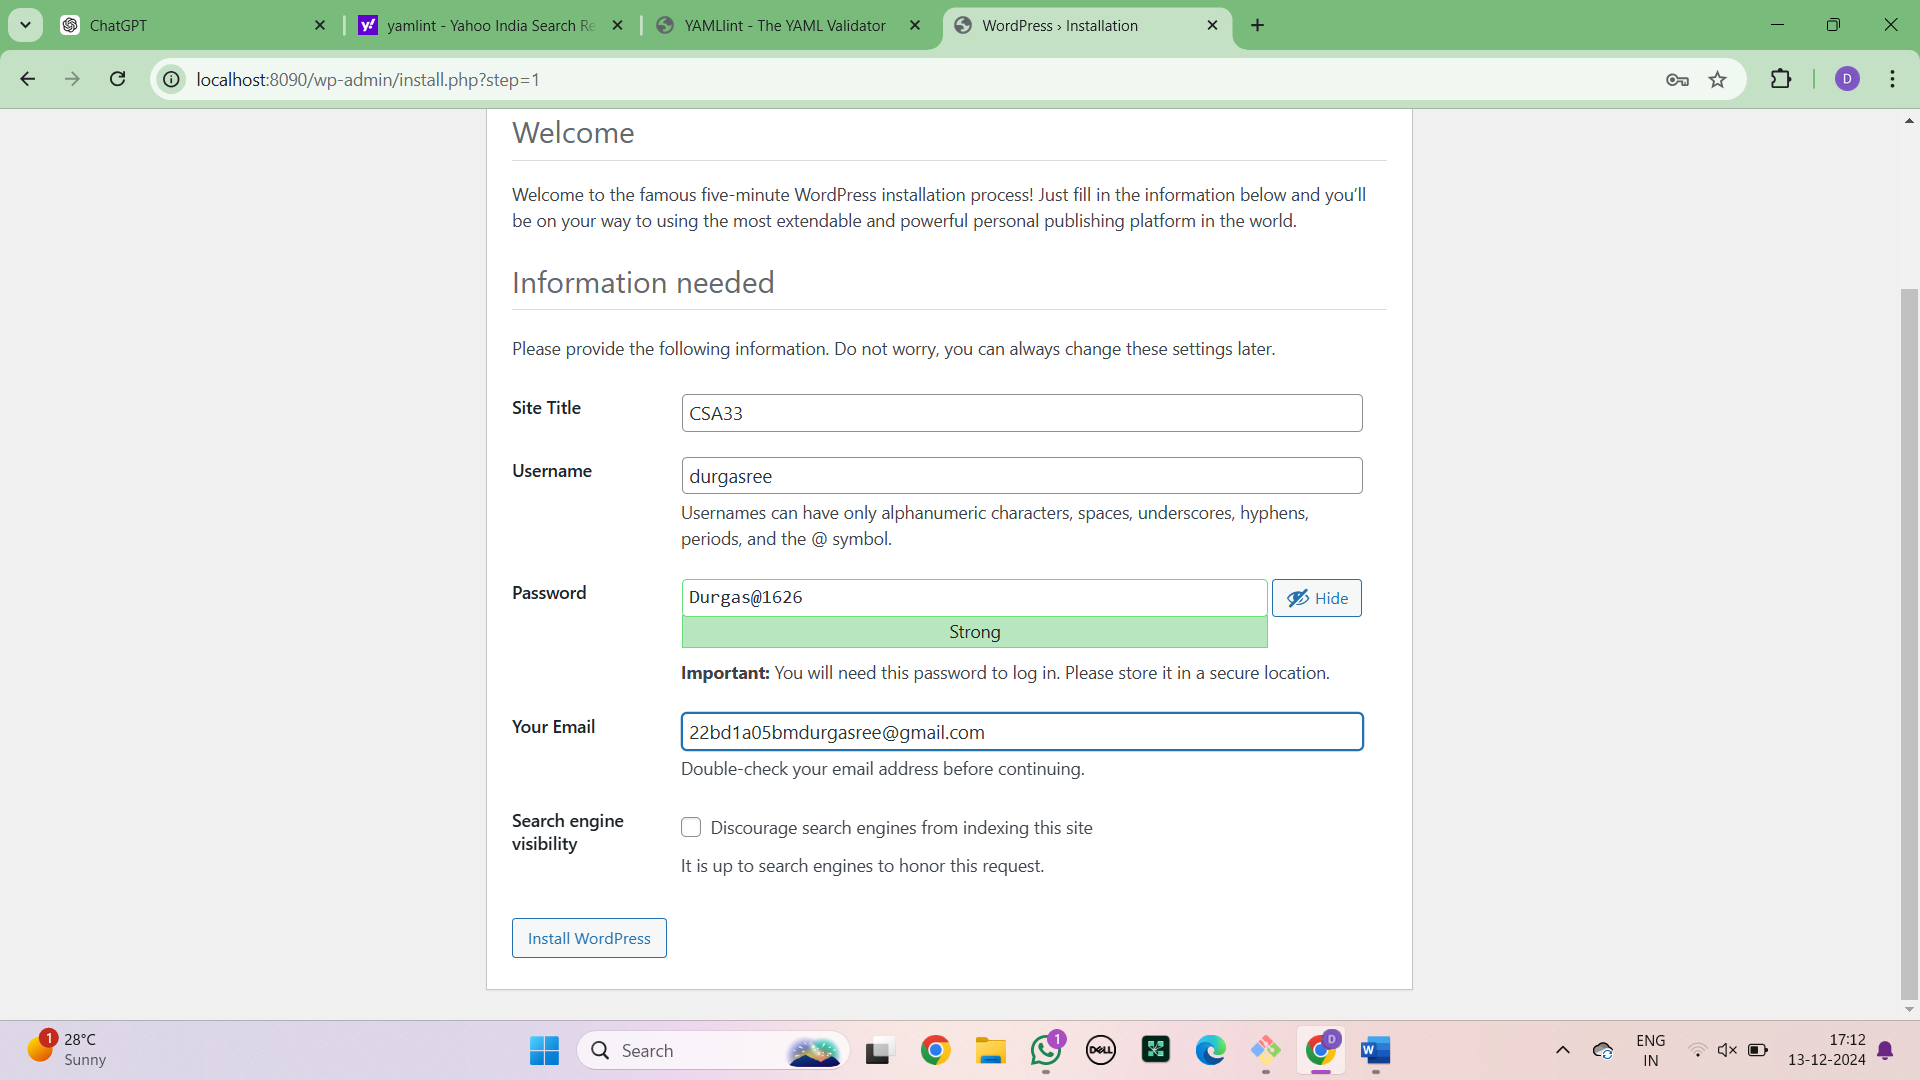 ChatGPT
yamlint - Yahoo India Search Re
YAMLlint - The YAML Validator
WordPress › Installation
localhost:8090/wp-admin/install.php?step=1
D
Welcome
Welcome to the famous five-minute WordPress installation process! Just fill in the information below and you’ll
be on your way to using the most extendable and powerful personal publishing platform in the world.
Information needed
Please provide the following information. Do not worry, you can always change these settings later.
Site Title
CSA33
Username
durgasree
Usernames can have only alphanumeric characters, spaces, underscores, hyphens,
periods, and the @ symbol.
Password
Durgas@1626
Hide
Strong
Important: You will need this password to log in. Please store it in a secure location.
Your Email
22bd1a05bmdurgasree@gmail.com
Double-check your email address before continuing.
Search engine
visibility
Discourage search engines from indexing this site
It is up to search engines to honor this request.
Install WordPress
1
28°C
Sunny
Search
1
DELL
D
W
ENG
IN
17:12
13-12-2024